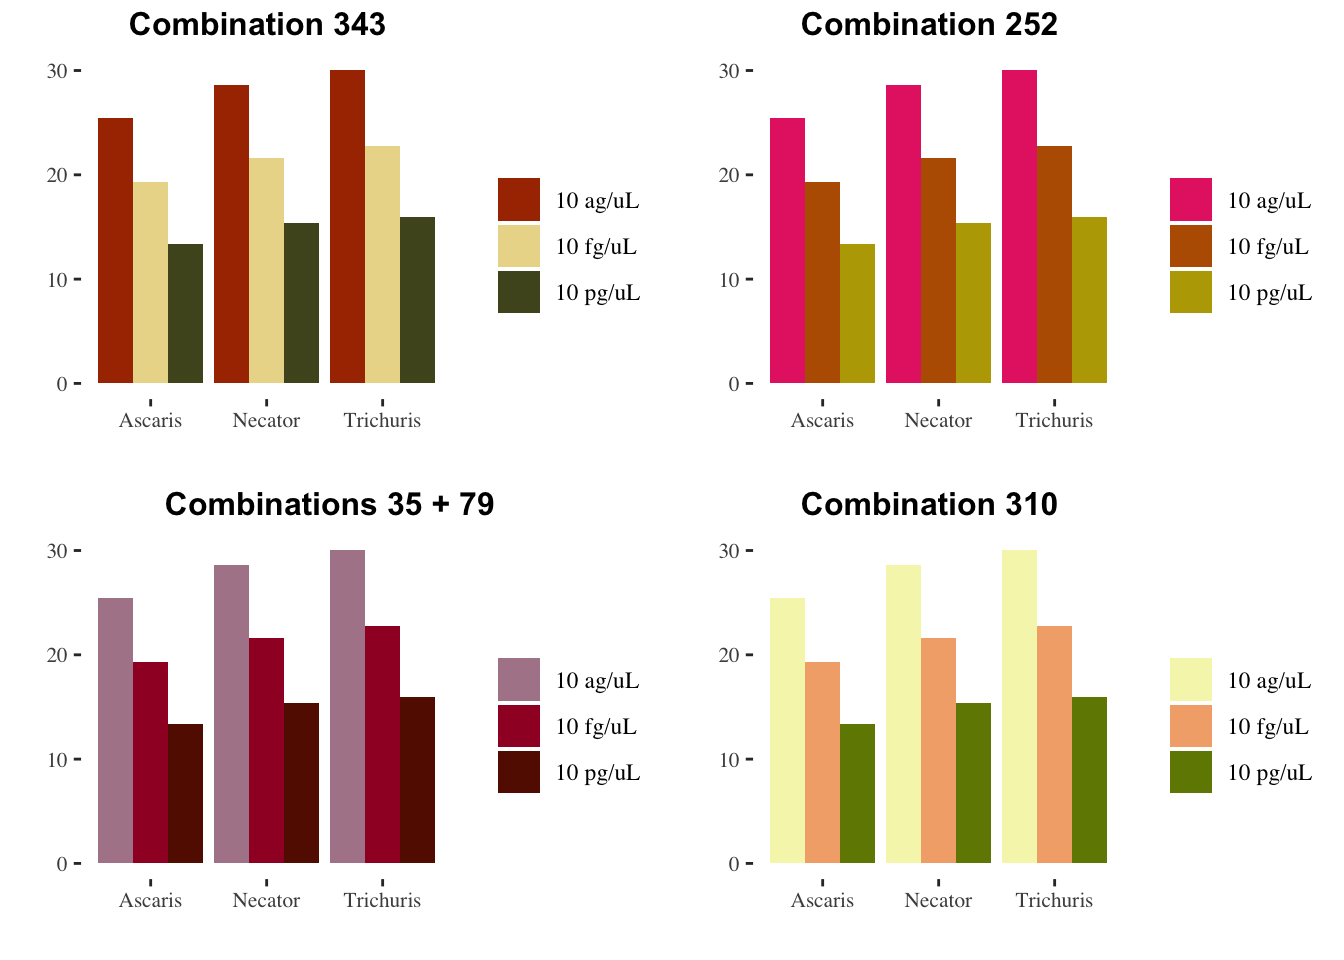 Combination 343
30
20
10
0
Ascaris Necator Trichuris
10 ag/uL
10 fg/uL
10 pg/uL
Combination 252
30
20
10
0
Ascaris Necator Trichuris
10 ag/uL
10 fg/uL
10 pg/uL
Combinations 35 + 79
30
20
10
0
Ascaris Necator Trichuris
10 ag/uL
10 fg/uL
10 pg/uL
Combination 310
30
20
10
0
Ascaris Necator Trichuris
10 ag/uL
10 fg/uL
10 pg/uL